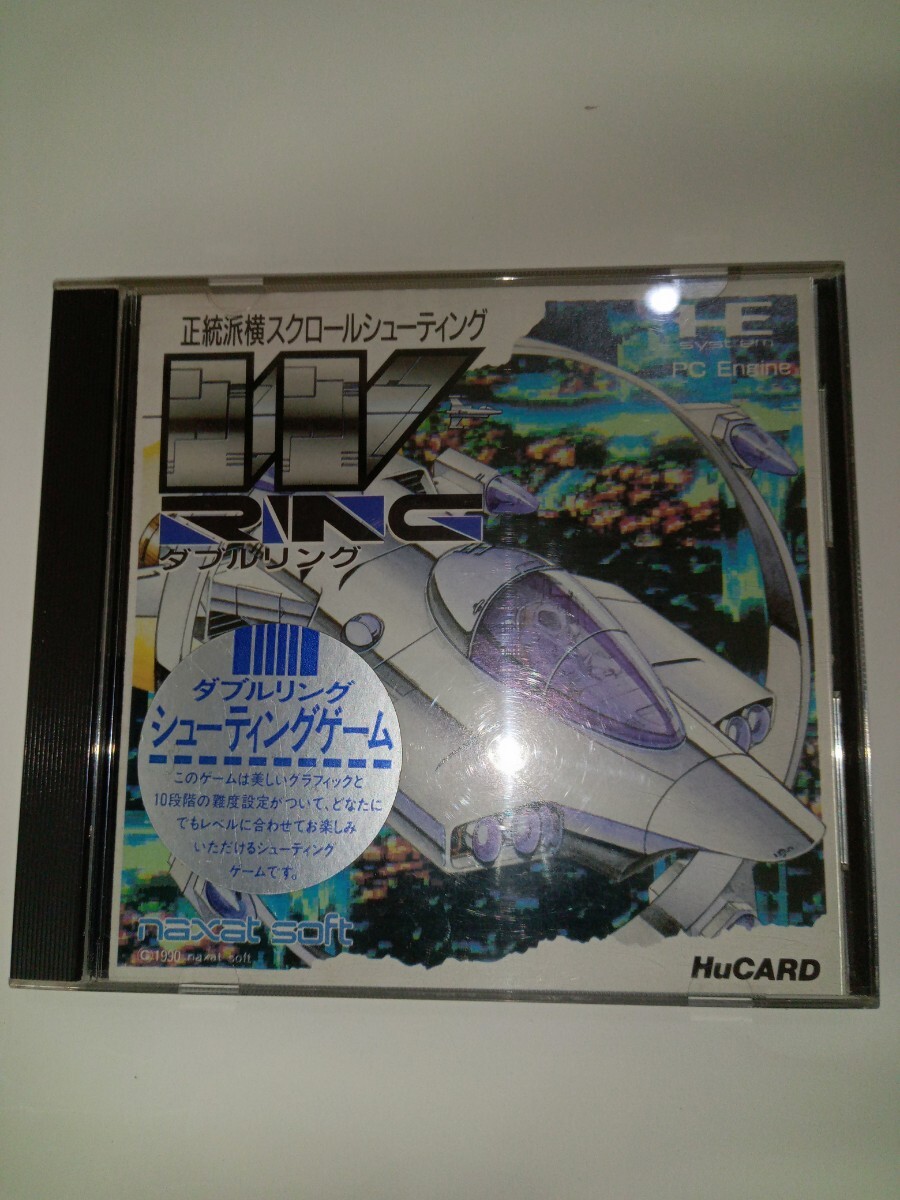 正統派横スクロールシューティング
HE
system
PC Engine
W
RING
ダブルリング
ダブルリング
シューティングゲーム
このゲームは美しいグラフィックと
10段階の難度設定がついて、どなたに
でもレベルに合わせてお楽しみ
いただけるシューティング
ゲームです。
naxat soft
©1990 naxat soft
HuCARD